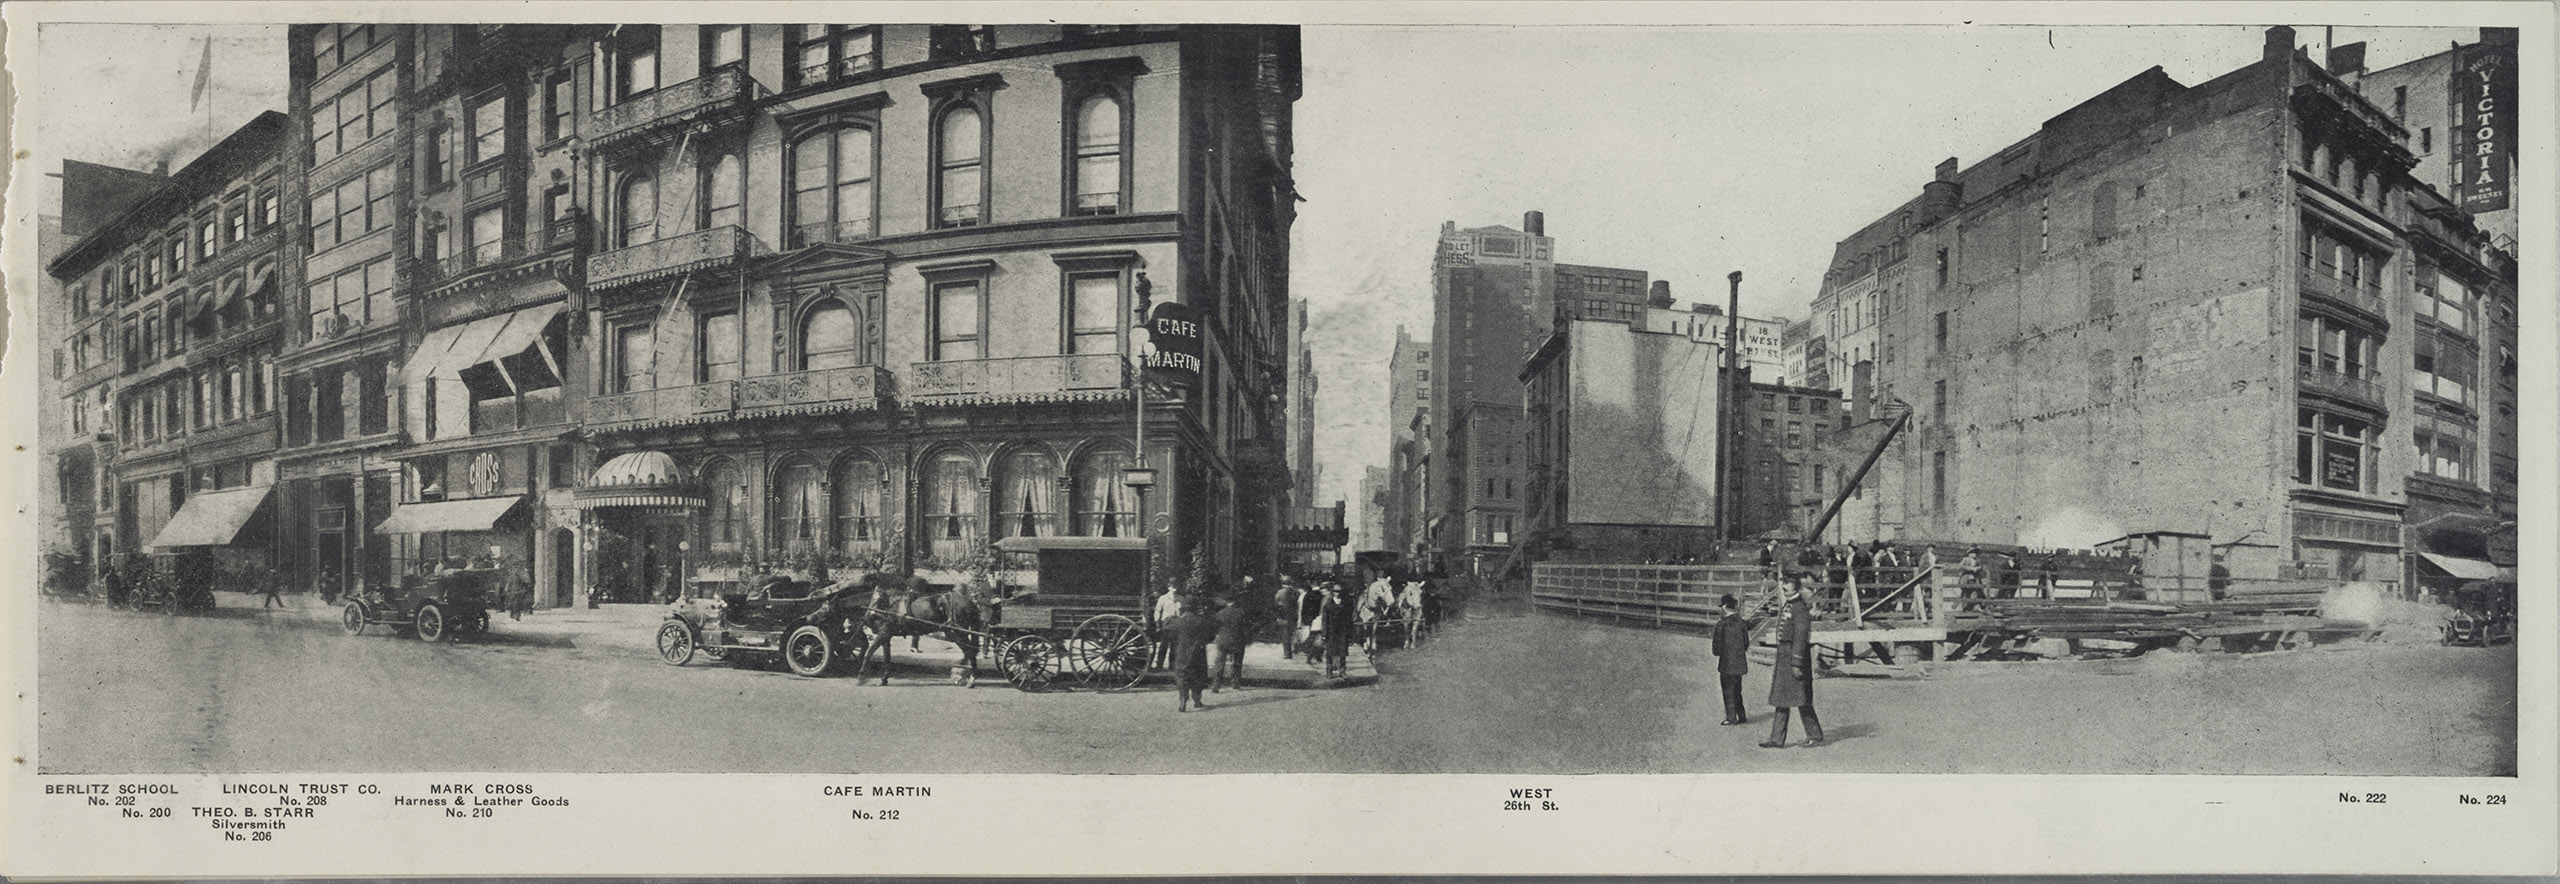 HOTEL
VICTORIA
TO LET
HESS
18
WEST
27 ST.
CAFE
MARTIN
CROSS
BERLITZ SCHOOL
No. 202
No. 200
LINCOLN TRUST CO.
No. 208
THEO. B. STARR
Silversmith
No. 206
MARK CROSS
Harness & Leather Goods
No. 210
CAFE MARTIN
No. 212
WEST
26th St.
No. 222
No. 224